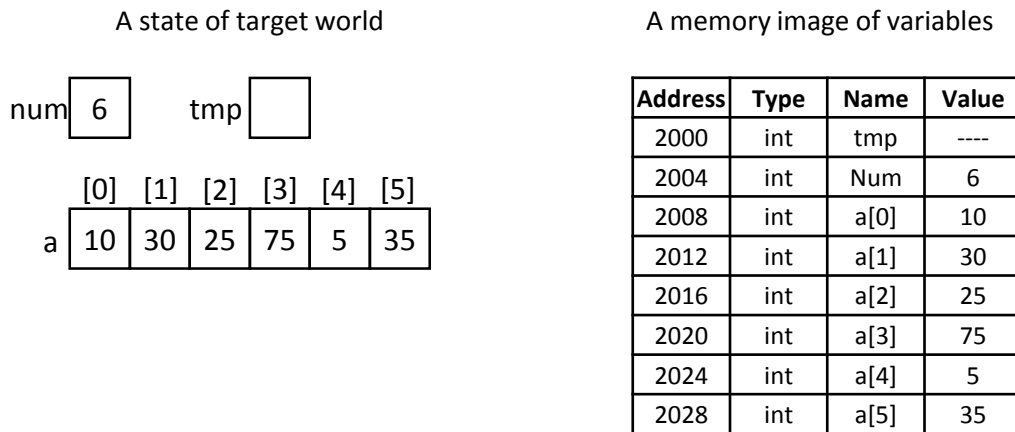 A state of target world
num 6 tmp
[0] [1] [2] [3] [4] [5]
a 10 30 25 75 5 35
A memory image of variables
Address Type Name Value
2000 int tmp ----
2004 int Num 6
2008 int a[0] 10
2012 int a[1] 30
2016 int a[2] 25
2020 int a[3] 75
2024 int a[4] 5
2028 int a[5] 35